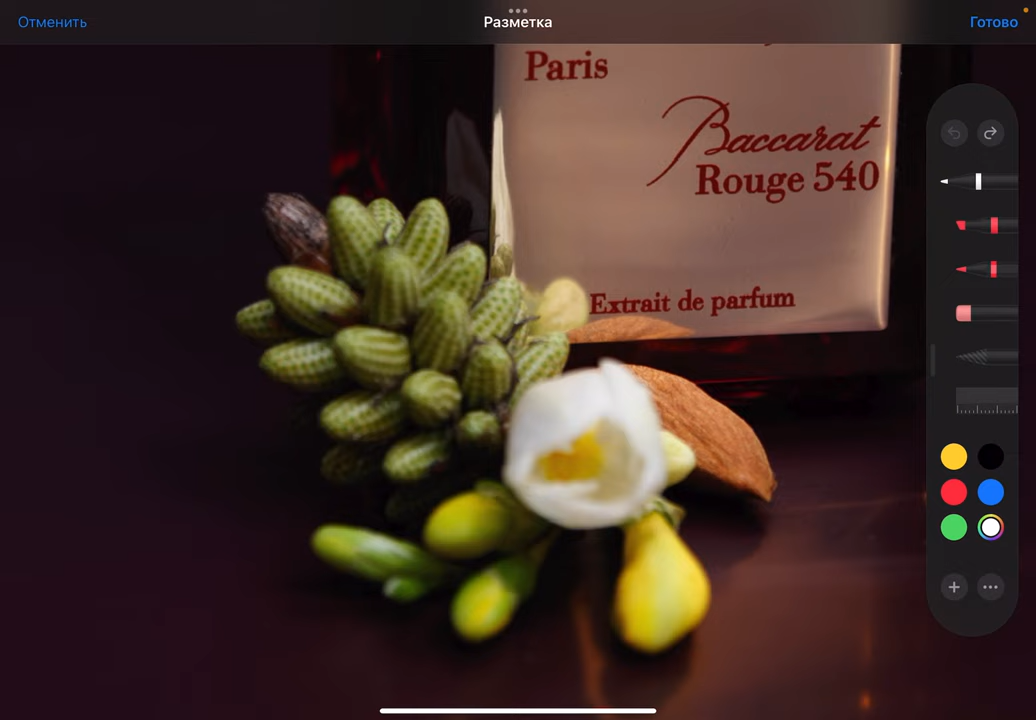 Отменить
Разметка
Готово
Paris
Baccarat
Rouge 540
Extrait de parfum